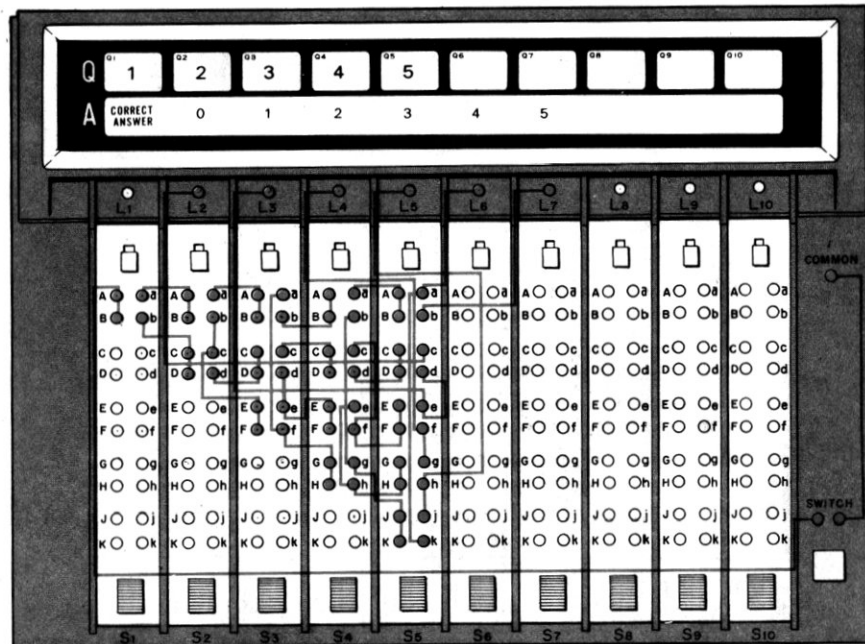 Q1 Q2 Q3 Q4 Q5 Q6 Q7 Q8 Q9 Q10
Q 1 2 3 4 5
A CORRECT ANSWER 0 1 2 3 4 5
L1 L2 L3 L4 L5 L6 L7 L8 L9 L10
COMMON
A a A a A a A a A a A a A a A a A a A a
B b B b B b B b B b B b B b B b B b B b
C c C c C c C c C c C c C c C c C c C c
D d D d D d D d D d D d D d D d D d D d
E e E e E e E e E e E e E e E e E e E e
F f F f F f F f F f F f F f F f F f F f
G g G g G g G g G g G g G g G g G g G g
H h H h H h H h H h H h H h H h H h H h
SWITCH
J j J j J j J j J j J j J j J j J j J j
K k K k K k K k K k K k K k K k K k K k
S1 S2 S3 S4 S5 S6 S7 S8 S9 S10